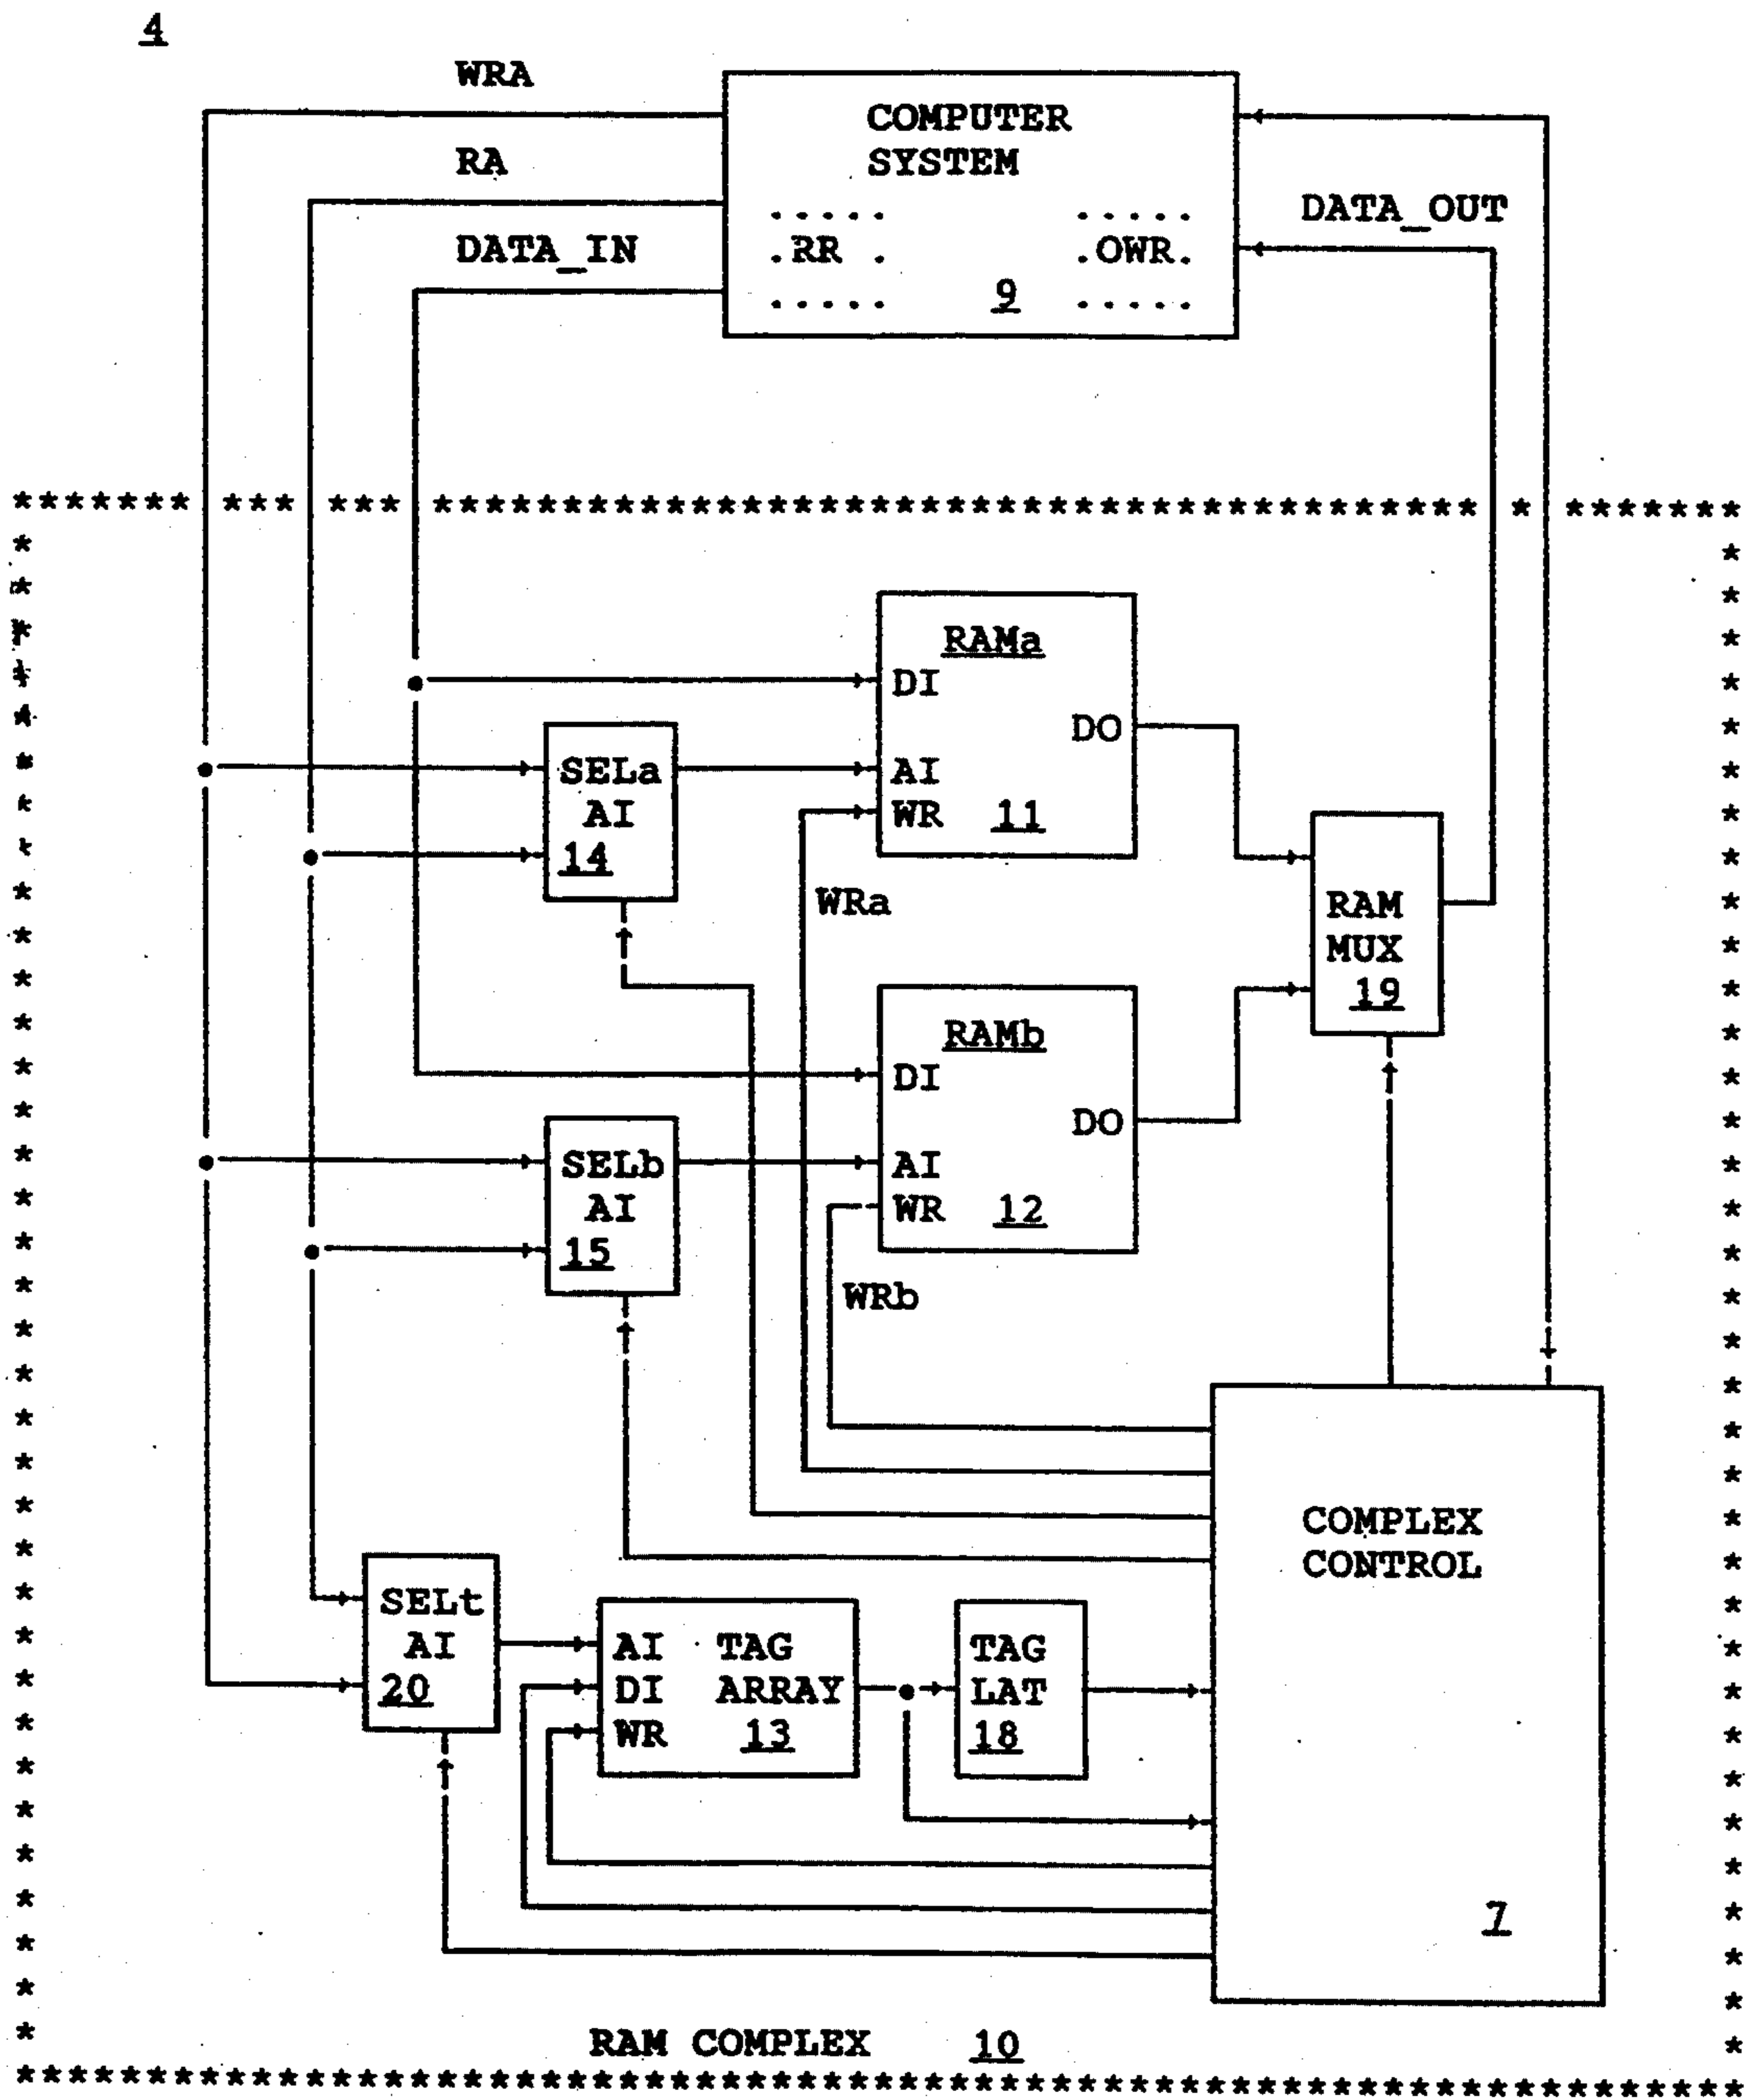 4
WRA
COMPUTER
SYSTEM
RA
DATA_IN
RR
OWR
9
DATA_OUT
RAMa
DI
DO
AI
WR
11
SELa
AI
14
WRa
RAM
MUX
19
RAMb
DI
DO
AI
WR
12
SELb
AI
15
WRb
COMPLEX
CONTROL
7
SELt
AI
20
AI TAG
DI ARRAY
WR 13
TAG
LAT
18
RAM COMPLEX 10